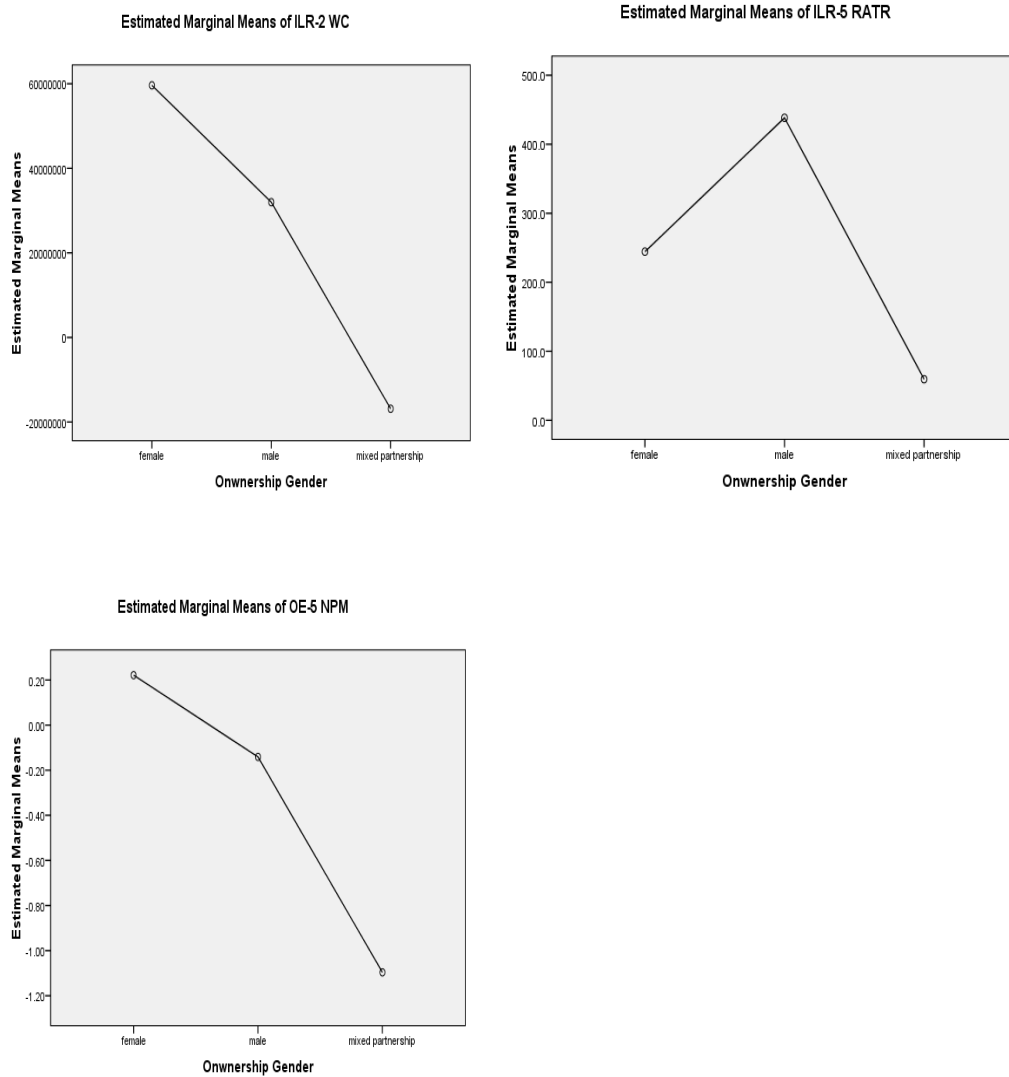 Estimated Marginal Means of ILR-2 WC
Estimated Marginal Means
60000000
40000000
20000000
0
-20000000
female male mixed partnership
Onwnership Gender
Estimated Marginal Means of ILR-5 RATR
Estimated Marginal Means
500.0
400.0
300.0
200.0
100.0
0.0
female male mixed partnership
Onwnership Gender
Estimated Marginal Means of OE-5 NPM
Estimated Marginal Means
0.20
0.00
-0.20
-0.40
-0.60
-0.80
-1.00
-1.20
female male mixed partnership
Onwnership Gender